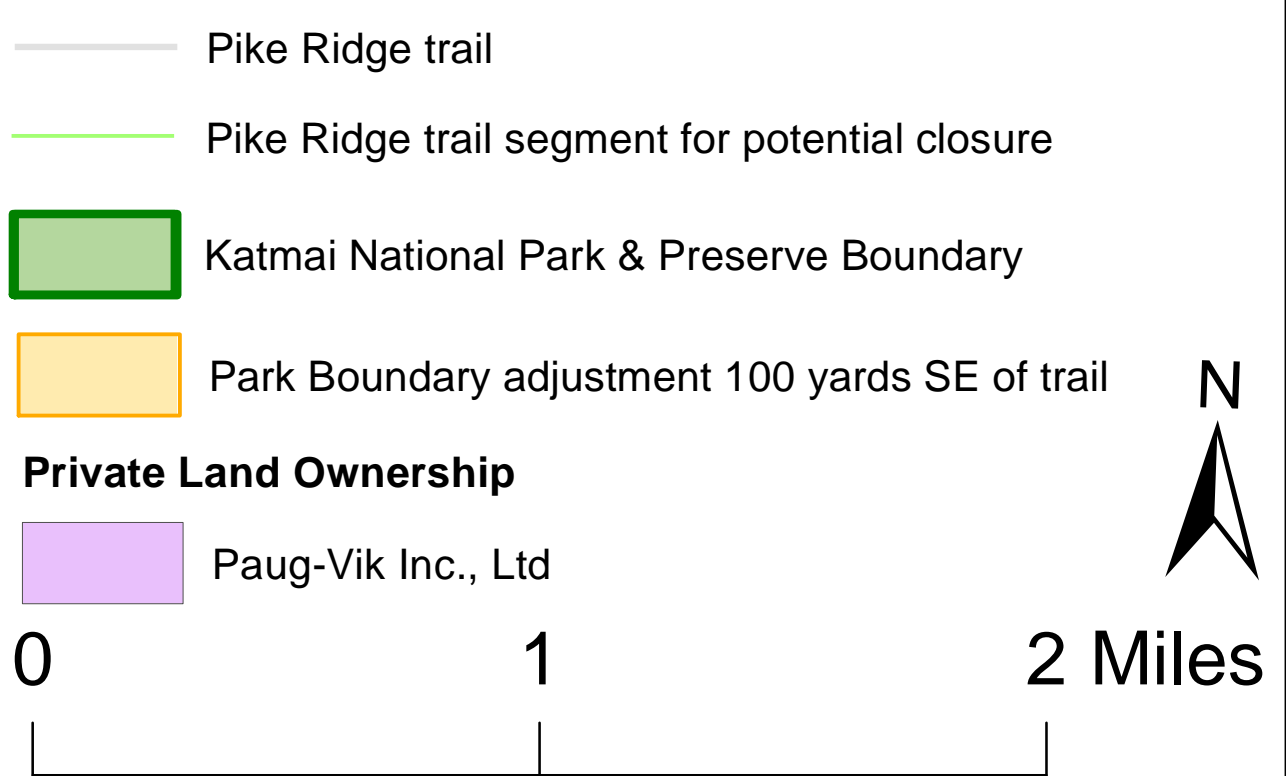 Pike Ridge trail
Pike Ridge trail segment for potential closure
Katmai National Park & Preserve Boundary
Park Boundary adjustment 100 yards SE of trail
N
Private Land Ownership
Paug-Vik Inc., Ltd
0 1 2 Miles